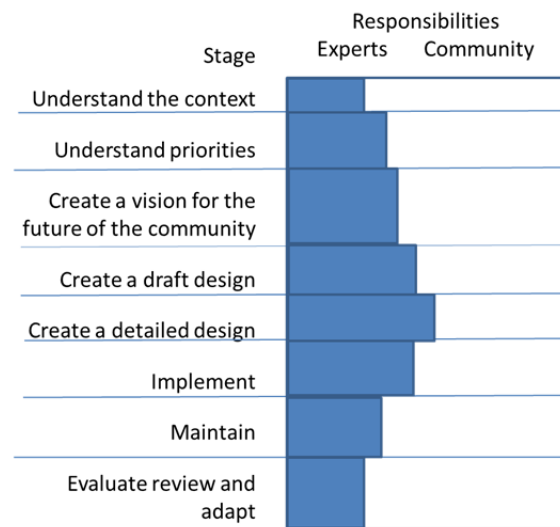 Responsibilities
Stage Experts Community
Understand the context
Understand priorities
Create a vision for the
future of the community
Create a draft design
Create a detailed design
Implement
Maintain
Evaluate review and
adapt